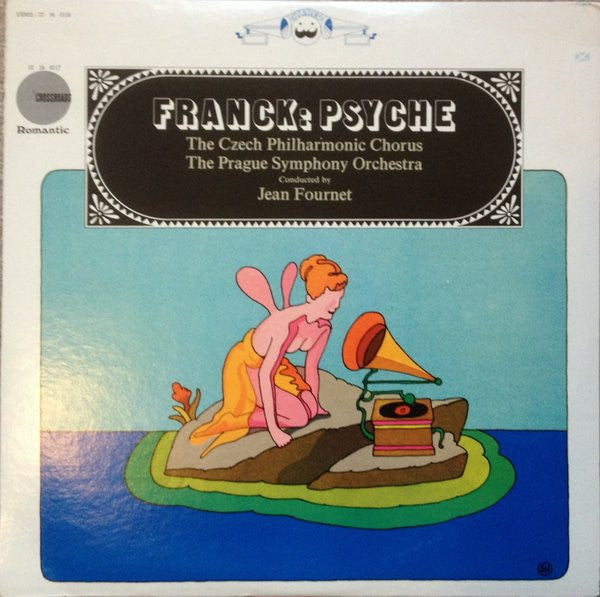 CROSSROADS
Romantic
FRANCK: PSYCHE
The Czech Philharmonic Chorus
The Prague Symphony Orchestra
Conducted by
Jean Fournet